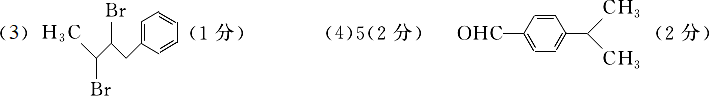 (3) H₃C Br Br (1分) (4)5(2分) OHC CH₃ CH₃ (2分)